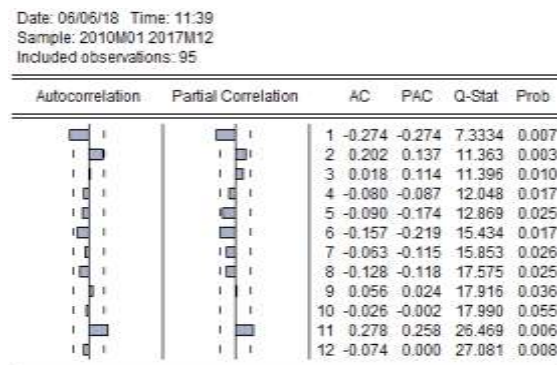 Date: 06/06/18 Time: 11:39
Sample: 2010M01 2017M12
Included observations: 95
Autocorrelation Partial Correlation AC PAC Q-Stat Prob
1 -0.274 -0.274 7.3334 0.007
2 0.202 0.137 11.363 0.003
3 0.018 0.114 11.396 0.010
4 -0.080 -0.087 12.048 0.017
5 -0.090 -0.174 12.869 0.025
6 -0.157 -0.219 15.434 0.017
7 -0.063 -0.115 15.853 0.026
8 -0.128 -0.118 17.575 0.025
9 0.056 0.024 17.916 0.036
10 -0.026 -0.002 17.990 0.055
11 0.278 0.258 26.469 0.006
12 -0.074 0.000 27.081 0.008